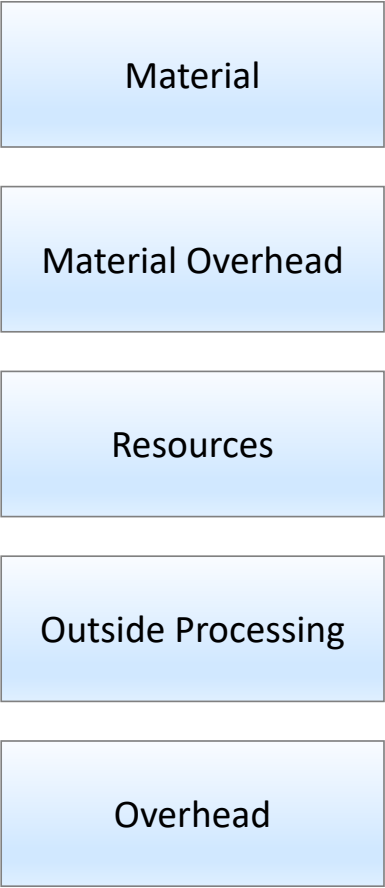 Material
Material Overhead
Resources
Outside Processing
Overhead